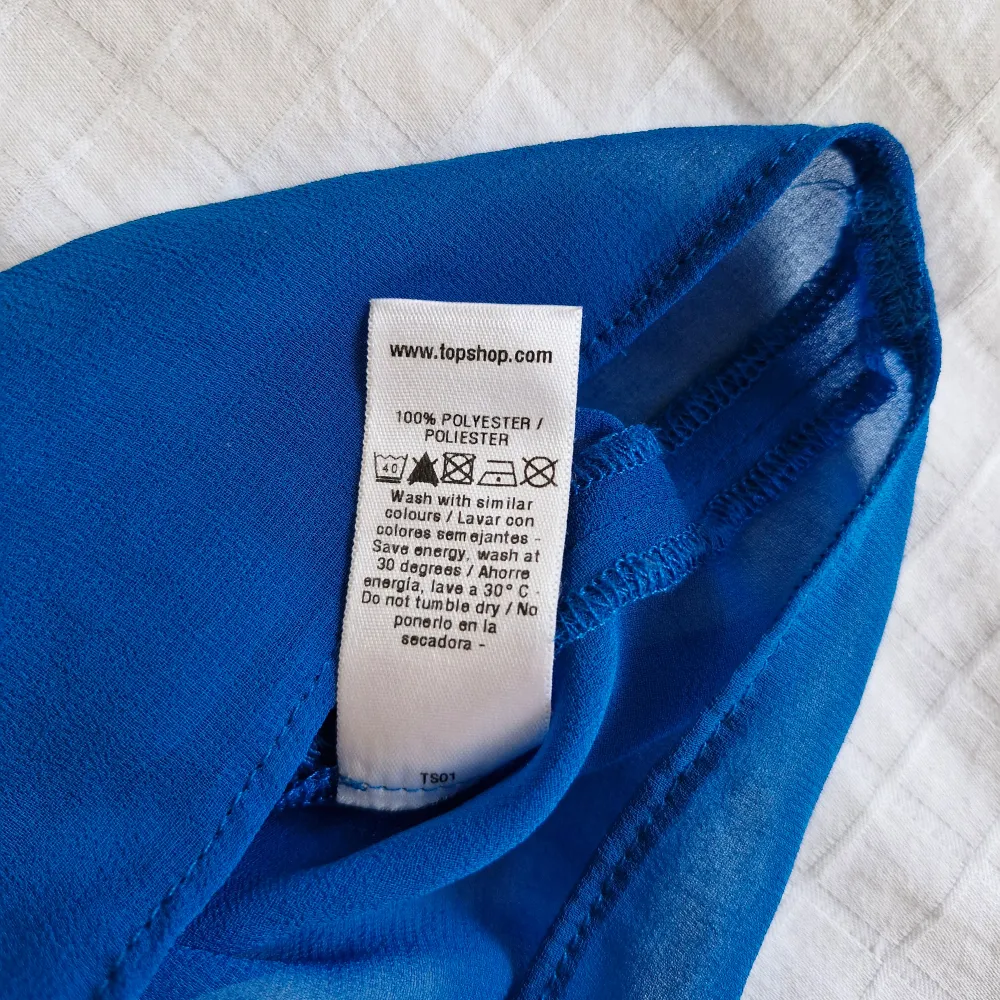 www.topshop.com
100% POLYESTER /
POLIESTER
40
Wash with similar
colours / Lavar con
colores semejantes -
Save energy, wash at
30 degrees / Ahorre
energía, lave a 30° C -
Do not tumble dry / No
ponerlo en la
secadora -
TS01